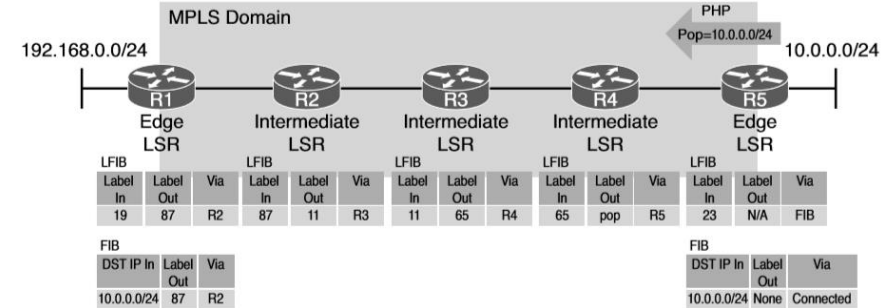 MPLS Domain
PHP
Pop=10.0.0.0/24
192.168.0.0/24
10.0.0.0/24
R1
R2
R3
R4
R5
Edge
LSR
Intermediate
LSR
Intermediate
LSR
Intermediate
LSR
Edge
LSR
LFIB
Label In Label Out Via
19 87 R2
LFIB
Label In Label Out Via
87 11 R3
LFIB
Label In Label Out Via
11 65 R4
LFIB
Label In Label Out Via
65 pop R5
LFIB
Label In Label Out Via
23 N/A FIB
FIB
DST IP In Label Out Via
10.0.0.0/24 87 R2
FIB
DST IP In Label Out Via
10.0.0.0/24 None Connected